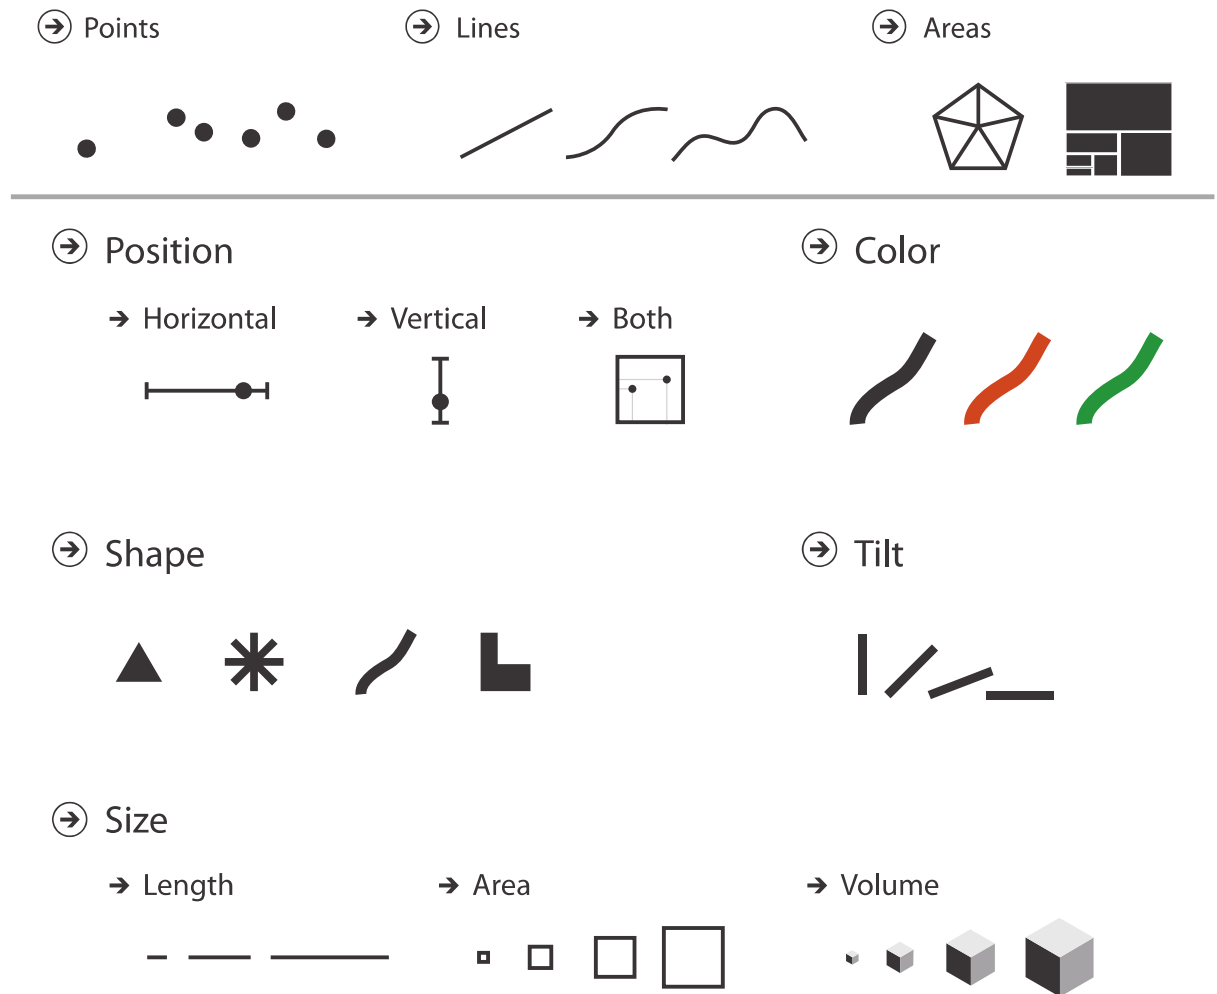 Points
Lines
Areas
Position
Color
Horizontal
Vertical
Both
Shape
Tilt
Size
Length
Area
Volume